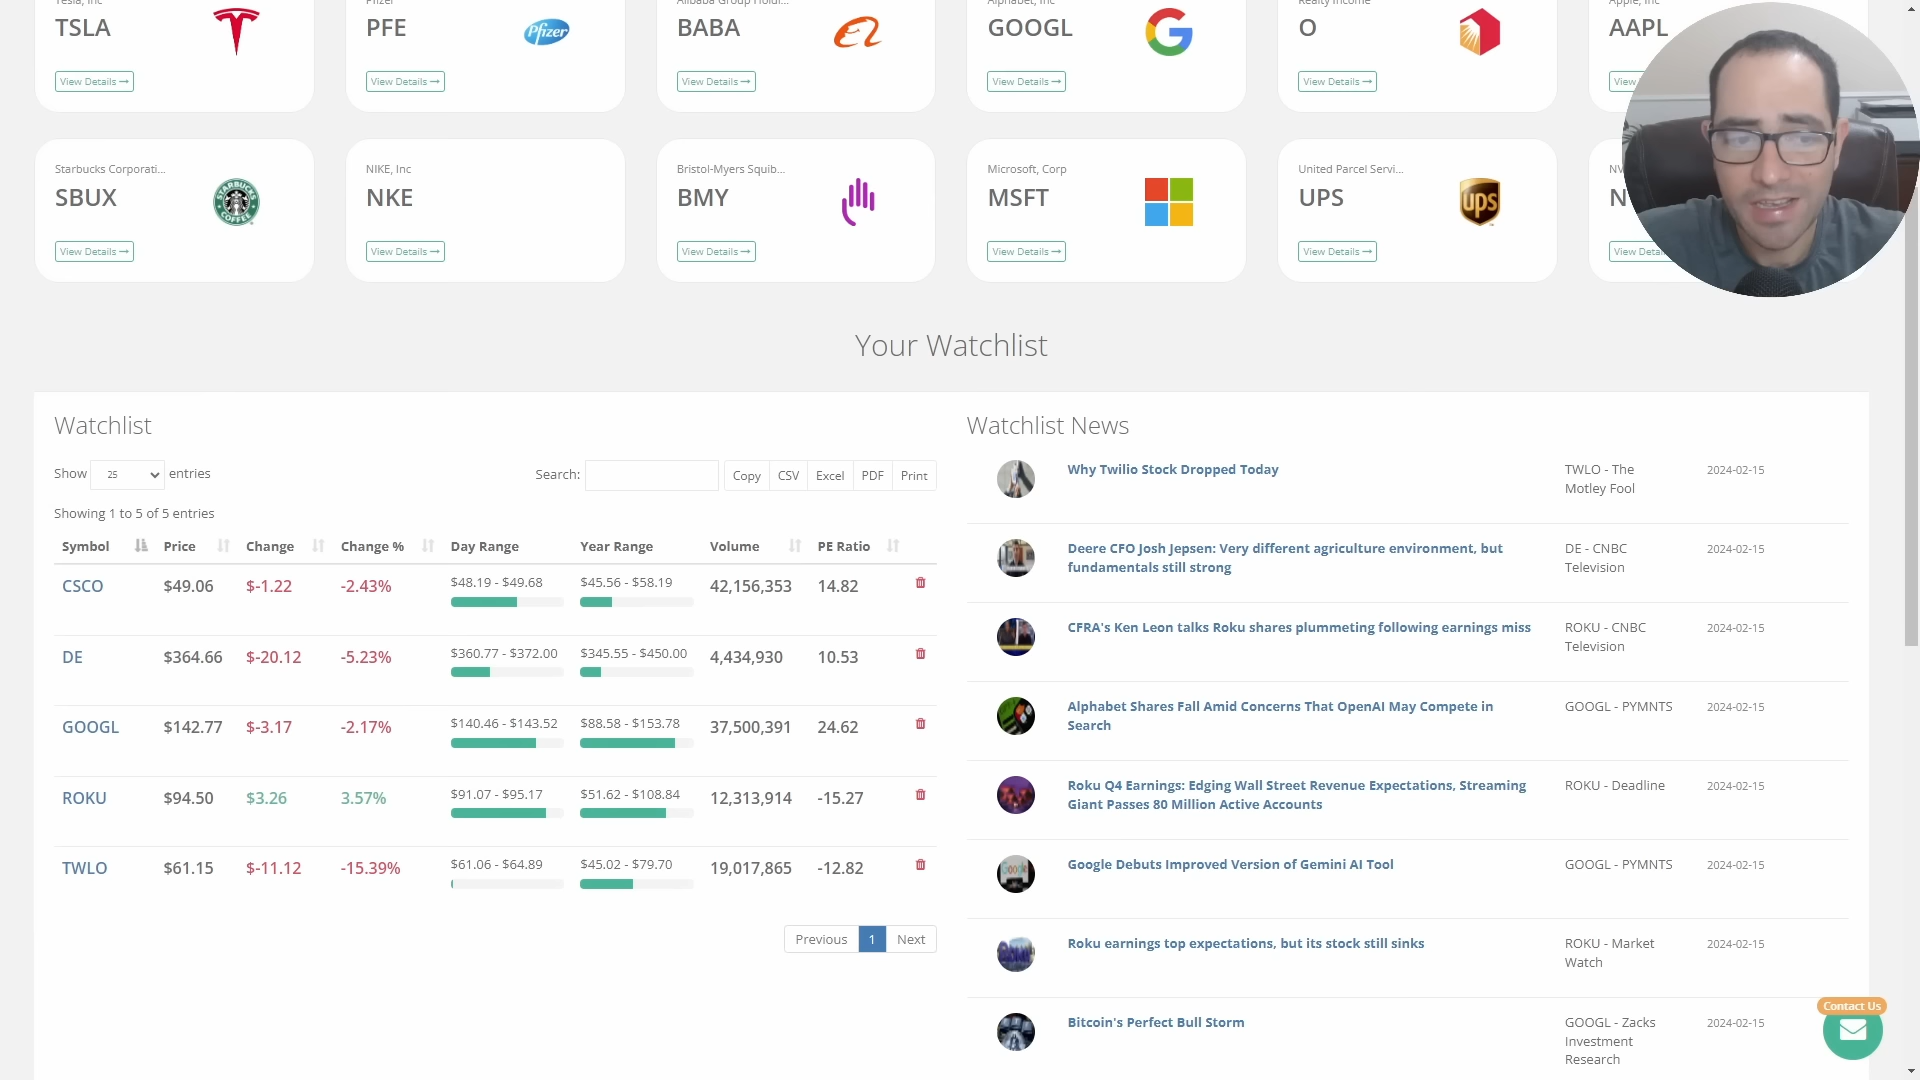 Tesla, Inc
TSLA
View Details →
Pfizer
PFE
Pfizer
View Details →
Alibaba Group Holdi...
BABA
View Details →
Alphabet, Inc
GOOGL
View Details →
Realty Income
O
View Details →
Apple, Inc
AAPL
View
Starbucks Corporati...
SBUX
STARBUCKS COFFEE
View Details →
NIKE, Inc
NKE
View Details →
Bristol-Myers Squib...
BMY
View Details →
Microsoft, Corp
MSFT
View Details →
United Parcel Servi...
UPS
ups
View Details →
NV
N
View Detai
Your Watchlist
Watchlist
Show 25 entries
Search:
Copy CSV Excel PDF Print
Showing 1 to 5 of 5 entries
Symbol Price Change Change % Day Range Year Range Volume PE Ratio
CSCO $49.06 $-1.22 -2.43% $48.19 - $49.68 $45.56 - $58.19 42,156,353 14.82
DE $364.66 $-20.12 -5.23% $360.77 - $372.00 $345.55 - $450.00 4,434,930 10.53
GOOGL $142.77 $-3.17 -2.17% $140.46 - $143.52 $88.58 - $153.78 37,500,391 24.62
ROKU $94.50 $3.26 3.57% $91.07 - $95.17 $51.62 - $108.84 12,313,914 -15.27
TWLO $61.15 $-11.12 -15.39% $61.06 - $64.89 $45.02 - $79.70 19,017,865 -12.82
Previous 1 Next
Watchlist News
Why Twilio Stock Dropped Today
TWLO - The
Motley Fool
2024-02-15
Deere CFO Josh Jepsen: Very different agriculture environment, but
fundamentals still strong
DE - CNBC
Television
2024-02-15
CFRA's Ken Leon talks Roku shares plummeting following earnings miss
ROKU - CNBC
Television
2024-02-15
Alphabet Shares Fall Amid Concerns That OpenAI May Compete in
Search
GOOGL - PYMNTS
2024-02-15
Roku Q4 Earnings: Edging Wall Street Revenue Expectations, Streaming
Giant Passes 80 Million Active Accounts
ROKU - Deadline
2024-02-15
Google Debuts Improved Version of Gemini AI Tool
GOOGL - PYMNTS
2024-02-15
Roku earnings top expectations, but its stock still sinks
ROKU - Market
Watch
2024-02-15
Bitcoin's Perfect Bull Storm
GOOGL - Zacks
Investment
Research
2024-02-15
Contact Us